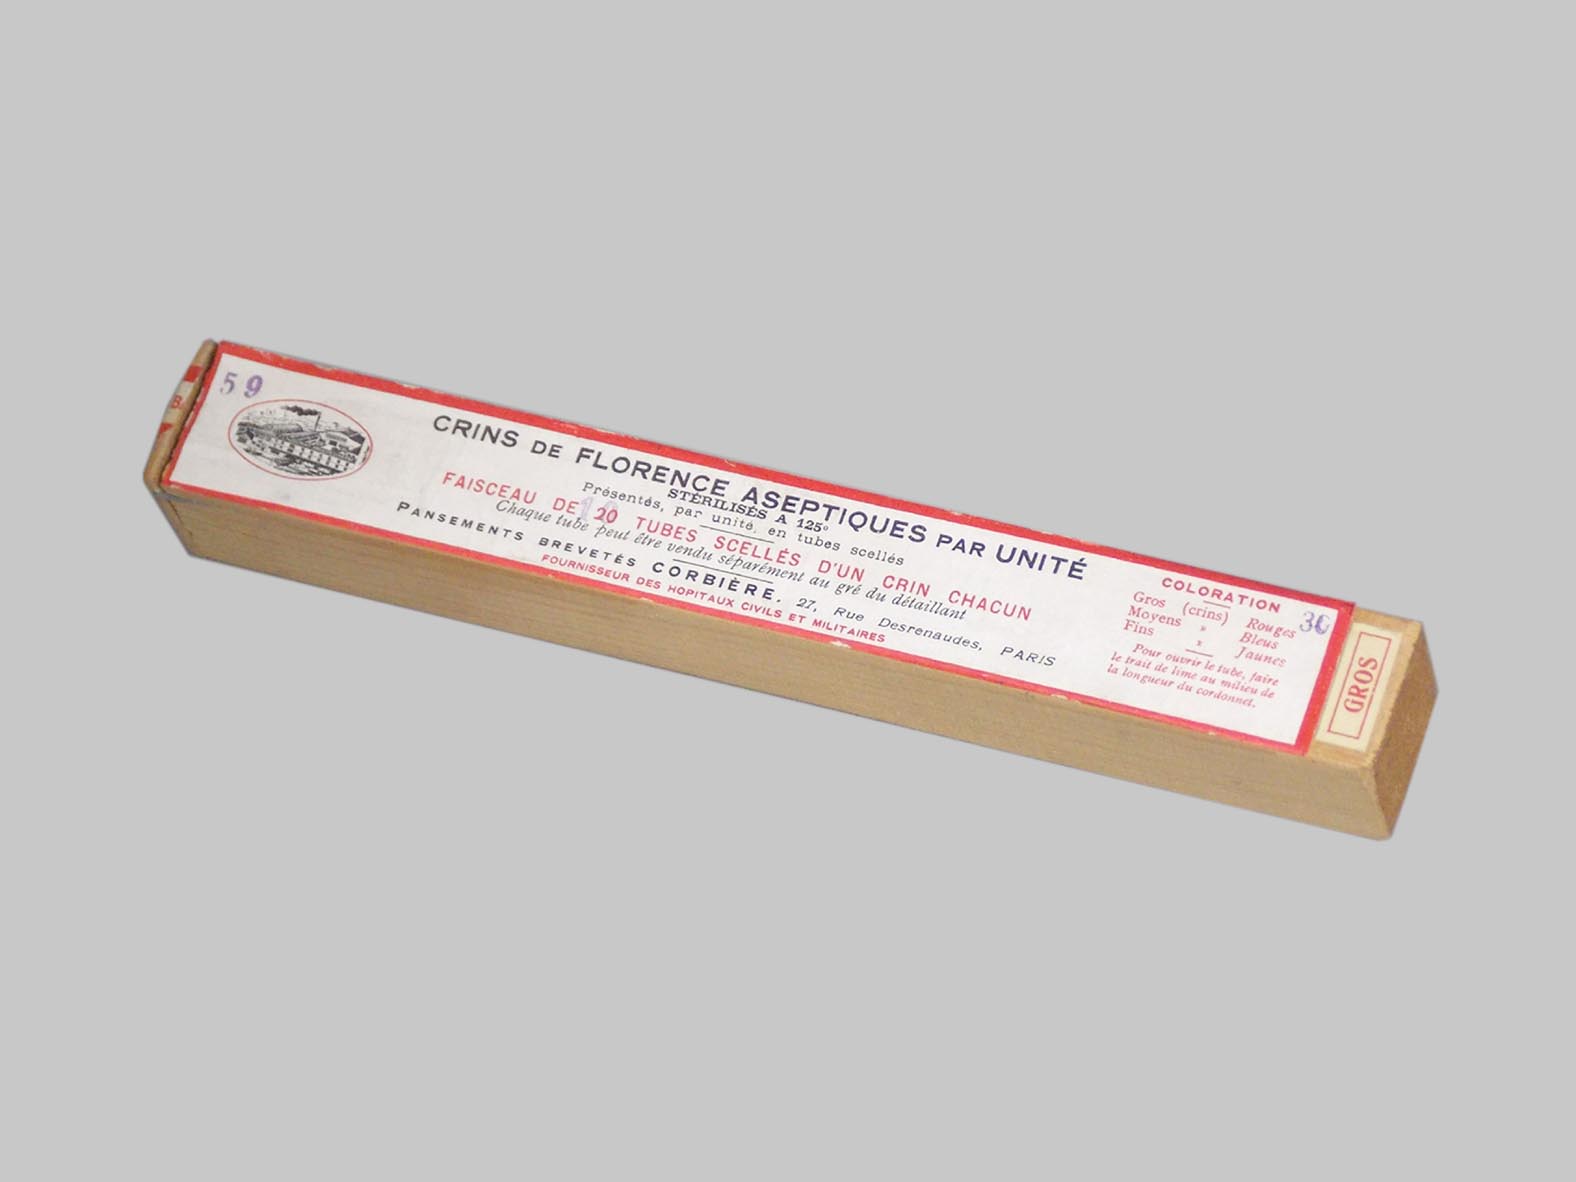 59
CRINS DE FLORENCE ASEPTIQUES PAR UNITÉ
STÉRILISÉS A 125°
Présentés, par unité, en tubes scellés
FAISCEAU DE 20 TUBES SCELLÉS D'UN CRIN CHACUN
Chaque tube peut être vendu séparément au gré du détaillant
PANSEMENTS BREVETÉS CORBIÈRE, 27, Rue Desrenaudes, PARIS
FOURNISSEUR DES HOPITAUX CIVILS ET MILITAIRES
COLORATION
Gros (crins) Rouges
Moyens » Bleus
Fins » Jaunes
Pour ouvrir le tube, faire
le trait de lime au milieu de
la longueur du cordonnet.
GROS
B.